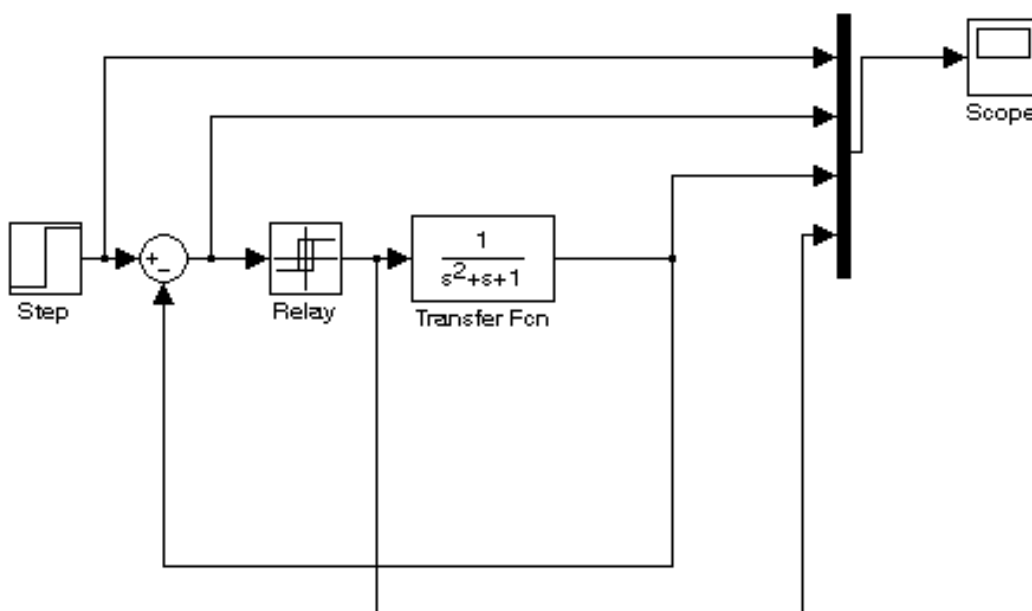 Scope
+
−
1
s2+s+1
Step
Relay
Transfer Fcn